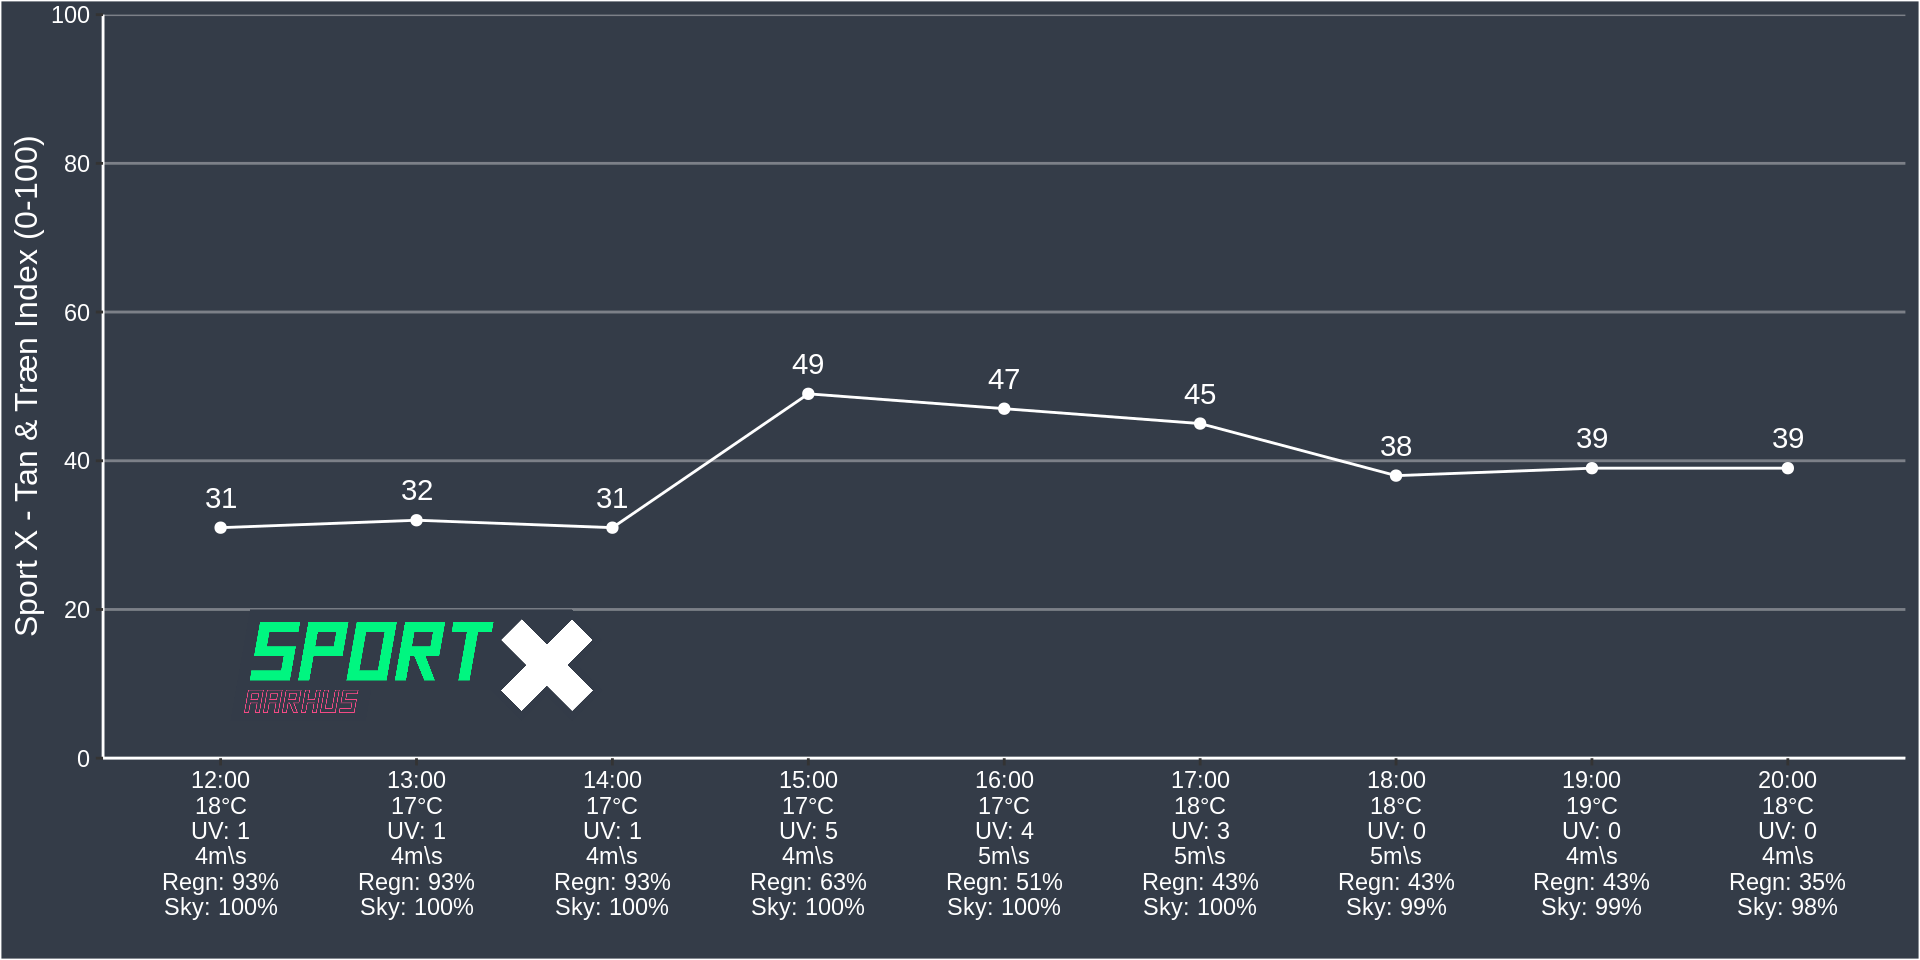 Sport X - Tan & Træn Index (0-100)
100
80
60
40
20
0
31
32
31
49
47
45
38
39
39
SPORT X
AARHUS
12:00 13:00 14:00 15:00 16:00 17:00 18:00 19:00 20:00
18°C 17°C 17°C 17°C 17°C 18°C 18°C 19°C 18°C
UV: 1 UV: 1 UV: 1 UV: 5 UV: 4 UV: 3 UV: 0 UV: 0 UV: 0
4m\s 4m\s 4m\s 4m\s 5m\s 5m\s 5m\s 4m\s 4m\s
Regn: 93% Regn: 93% Regn: 93% Regn: 63% Regn: 51% Regn: 43% Regn: 43% Regn: 43% Regn: 35%
Sky: 100% Sky: 100% Sky: 100% Sky: 100% Sky: 100% Sky: 100% Sky: 99% Sky: 99% Sky: 98%